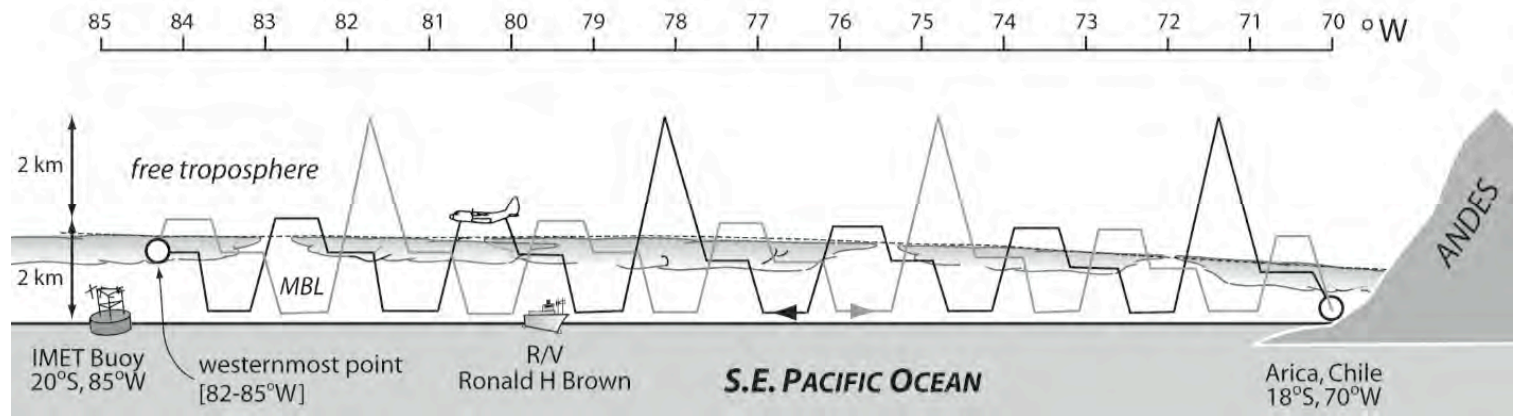 85 84 83 82 81 80 79 78 77 76 75 74 73 72 71 70 °W
2 km
free troposphere
2 km
MBL
ANDES
IMET Buoy
20°S, 85°W
westernmost point
[82-85°W]
R/V
Ronald H Brown
S.E. PACIFIC OCEAN
Arica, Chile
18°S, 70°W